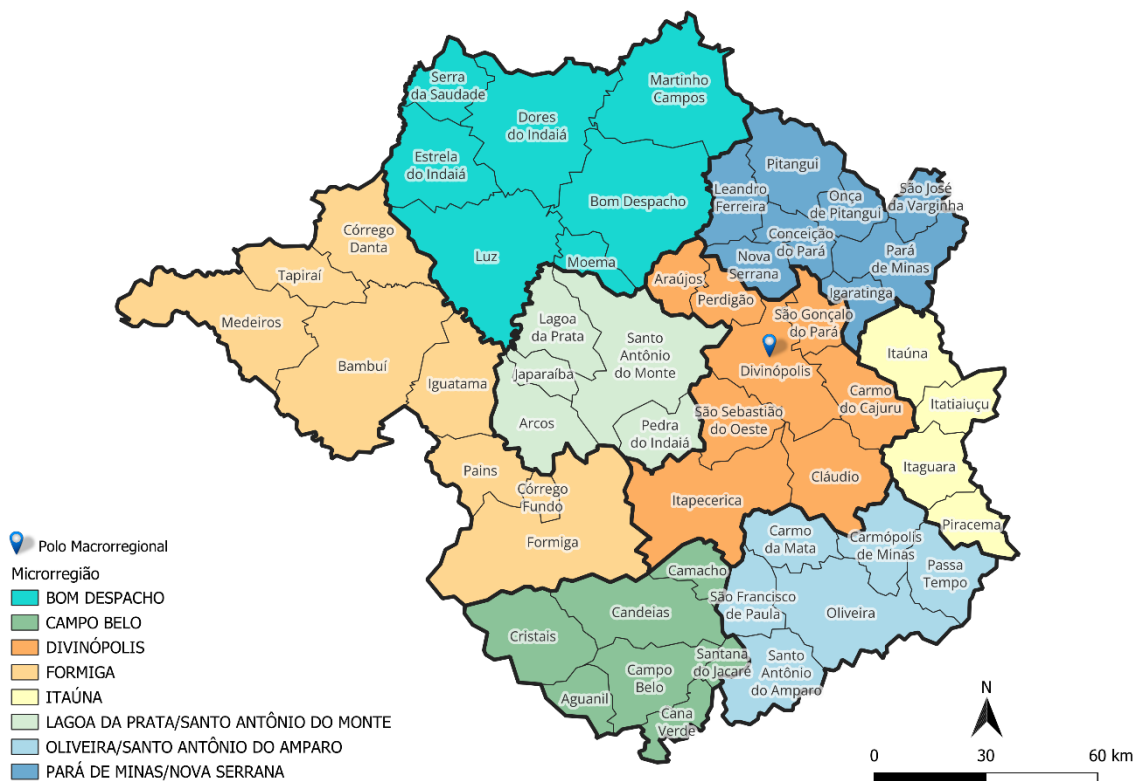 Serra
da Saudade
Dores
do Indaiá
Martinho
Campos
Estrela
do Indaiá
Bom Despacho
Luz
Moema
Pitangui
Leandro
Ferreira
Onça
de Pitangui
São José
da Varginha
Conceição
do Pará
Nova
Serrana
Pará
de Minas
Igaratinga
Córrego
Danta
Tapiraí
Medeiros
Bambuí
Iguatama
Lagoa
da Prata
Santo
Antônio
do Monte
Japaraíba
Arcos
Pedra
do Indaiá
Araújos
Perdigão
São Gonçalo
do Pará
Divinópolis
Carmo
do Cajuru
São Sebastião
do Oeste
Cláudio
Itapecerica
Itaúna
Itatiaiuçu
Itaguara
Piracema
Pains
Córrego
Fundo
Formiga
Camacho
Candeias
Cristais
Campo
Belo
Santana
do Jacaré
Aguanil
Cana
Verde
Carmo
da Mata
Carmópolis
de Minas
Passa
Tempo
São Francisco
de Paula
Oliveira
Santo
Antônio
do Amparo
Polo Macrorregional
Microrregião
BOM DESPACHO
CAMPO BELO
DIVINÓPOLIS
FORMIGA
ITAÚNA
LAGOA DA PRATA/SANTO ANTÔNIO DO MONTE
OLIVEIRA/SANTO ANTÔNIO DO AMPARO
PARÁ DE MINAS/NOVA SERRANA
N
0 30 60 km